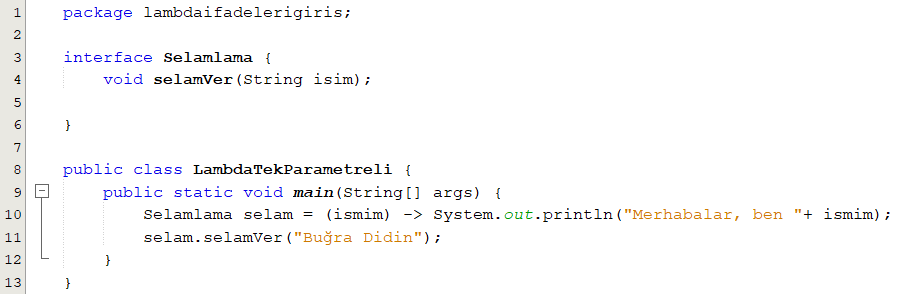 1 package lambdaifadelerigiris;
2
3 interface Selamlama {
4 void selamVer(String isim);
5
6 }
7
8 public class LambdaTekParametreli {
9 public static void main(String[] args) {
10 Selamlama selam = (ismim) -> System.out.println("Merhabalar, ben "+ ismim);
11 selam.selamVer("Buğra Didin");
12 }
13 }